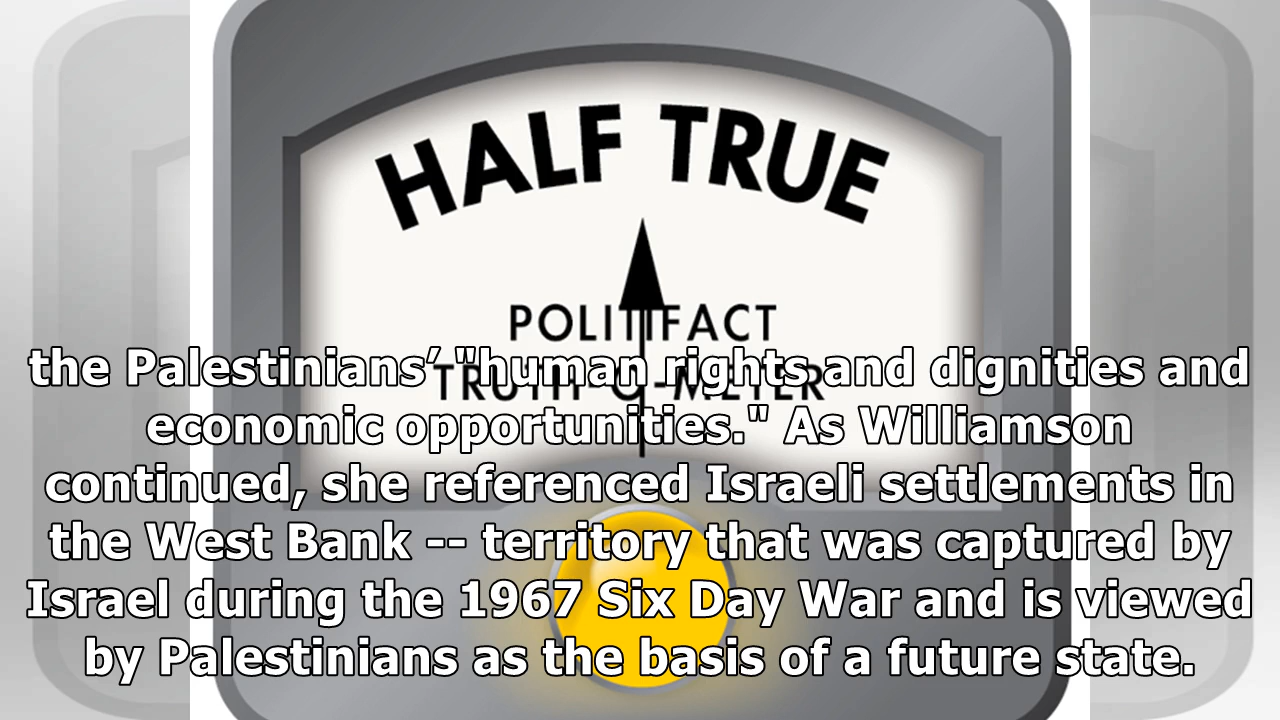 HALF TRUE
POLITIFACT
TRUTH-O-METER
the Palestinians’ "human rights and dignities and
economic opportunities." As Williamson
continued, she referenced Israeli settlements in
the West Bank -- territory that was captured by
Israel during the 1967 Six Day War and is viewed
by Palestinians as the basis of a future state.